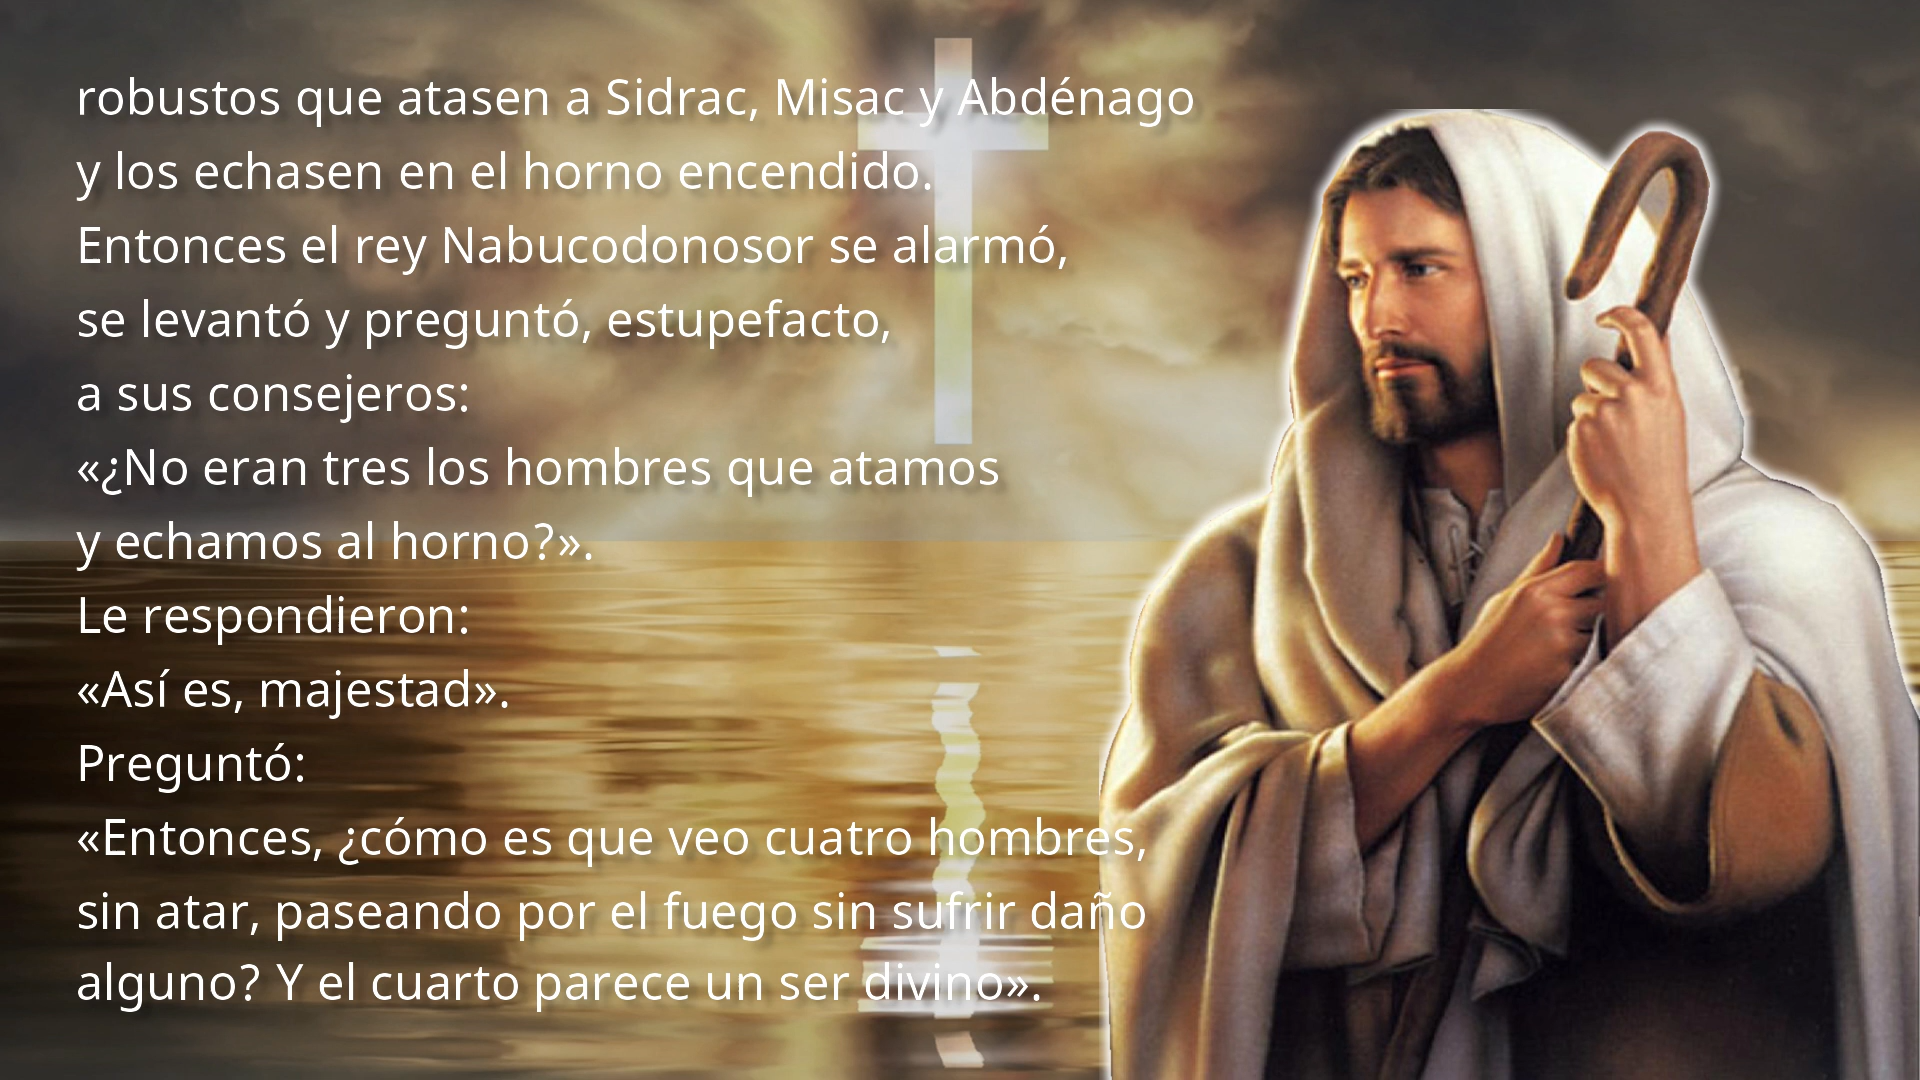 robustos que atasen a Sidrac, Misac y Abdénago
y los echasen en el horno encendido.
Entonces el rey Nabucodonosor se alarmó,
se levantó y preguntó, estupefacto,
a sus consejeros:
«¿No eran tres los hombres que atamos
y echamos al horno?».
Le respondieron:
«Así es, majestad».
Preguntó:
«Entonces, ¿cómo es que veo cuatro hombres,
sin atar, paseando por el fuego sin sufrir daño
alguno? Y el cuarto parece un ser divino».